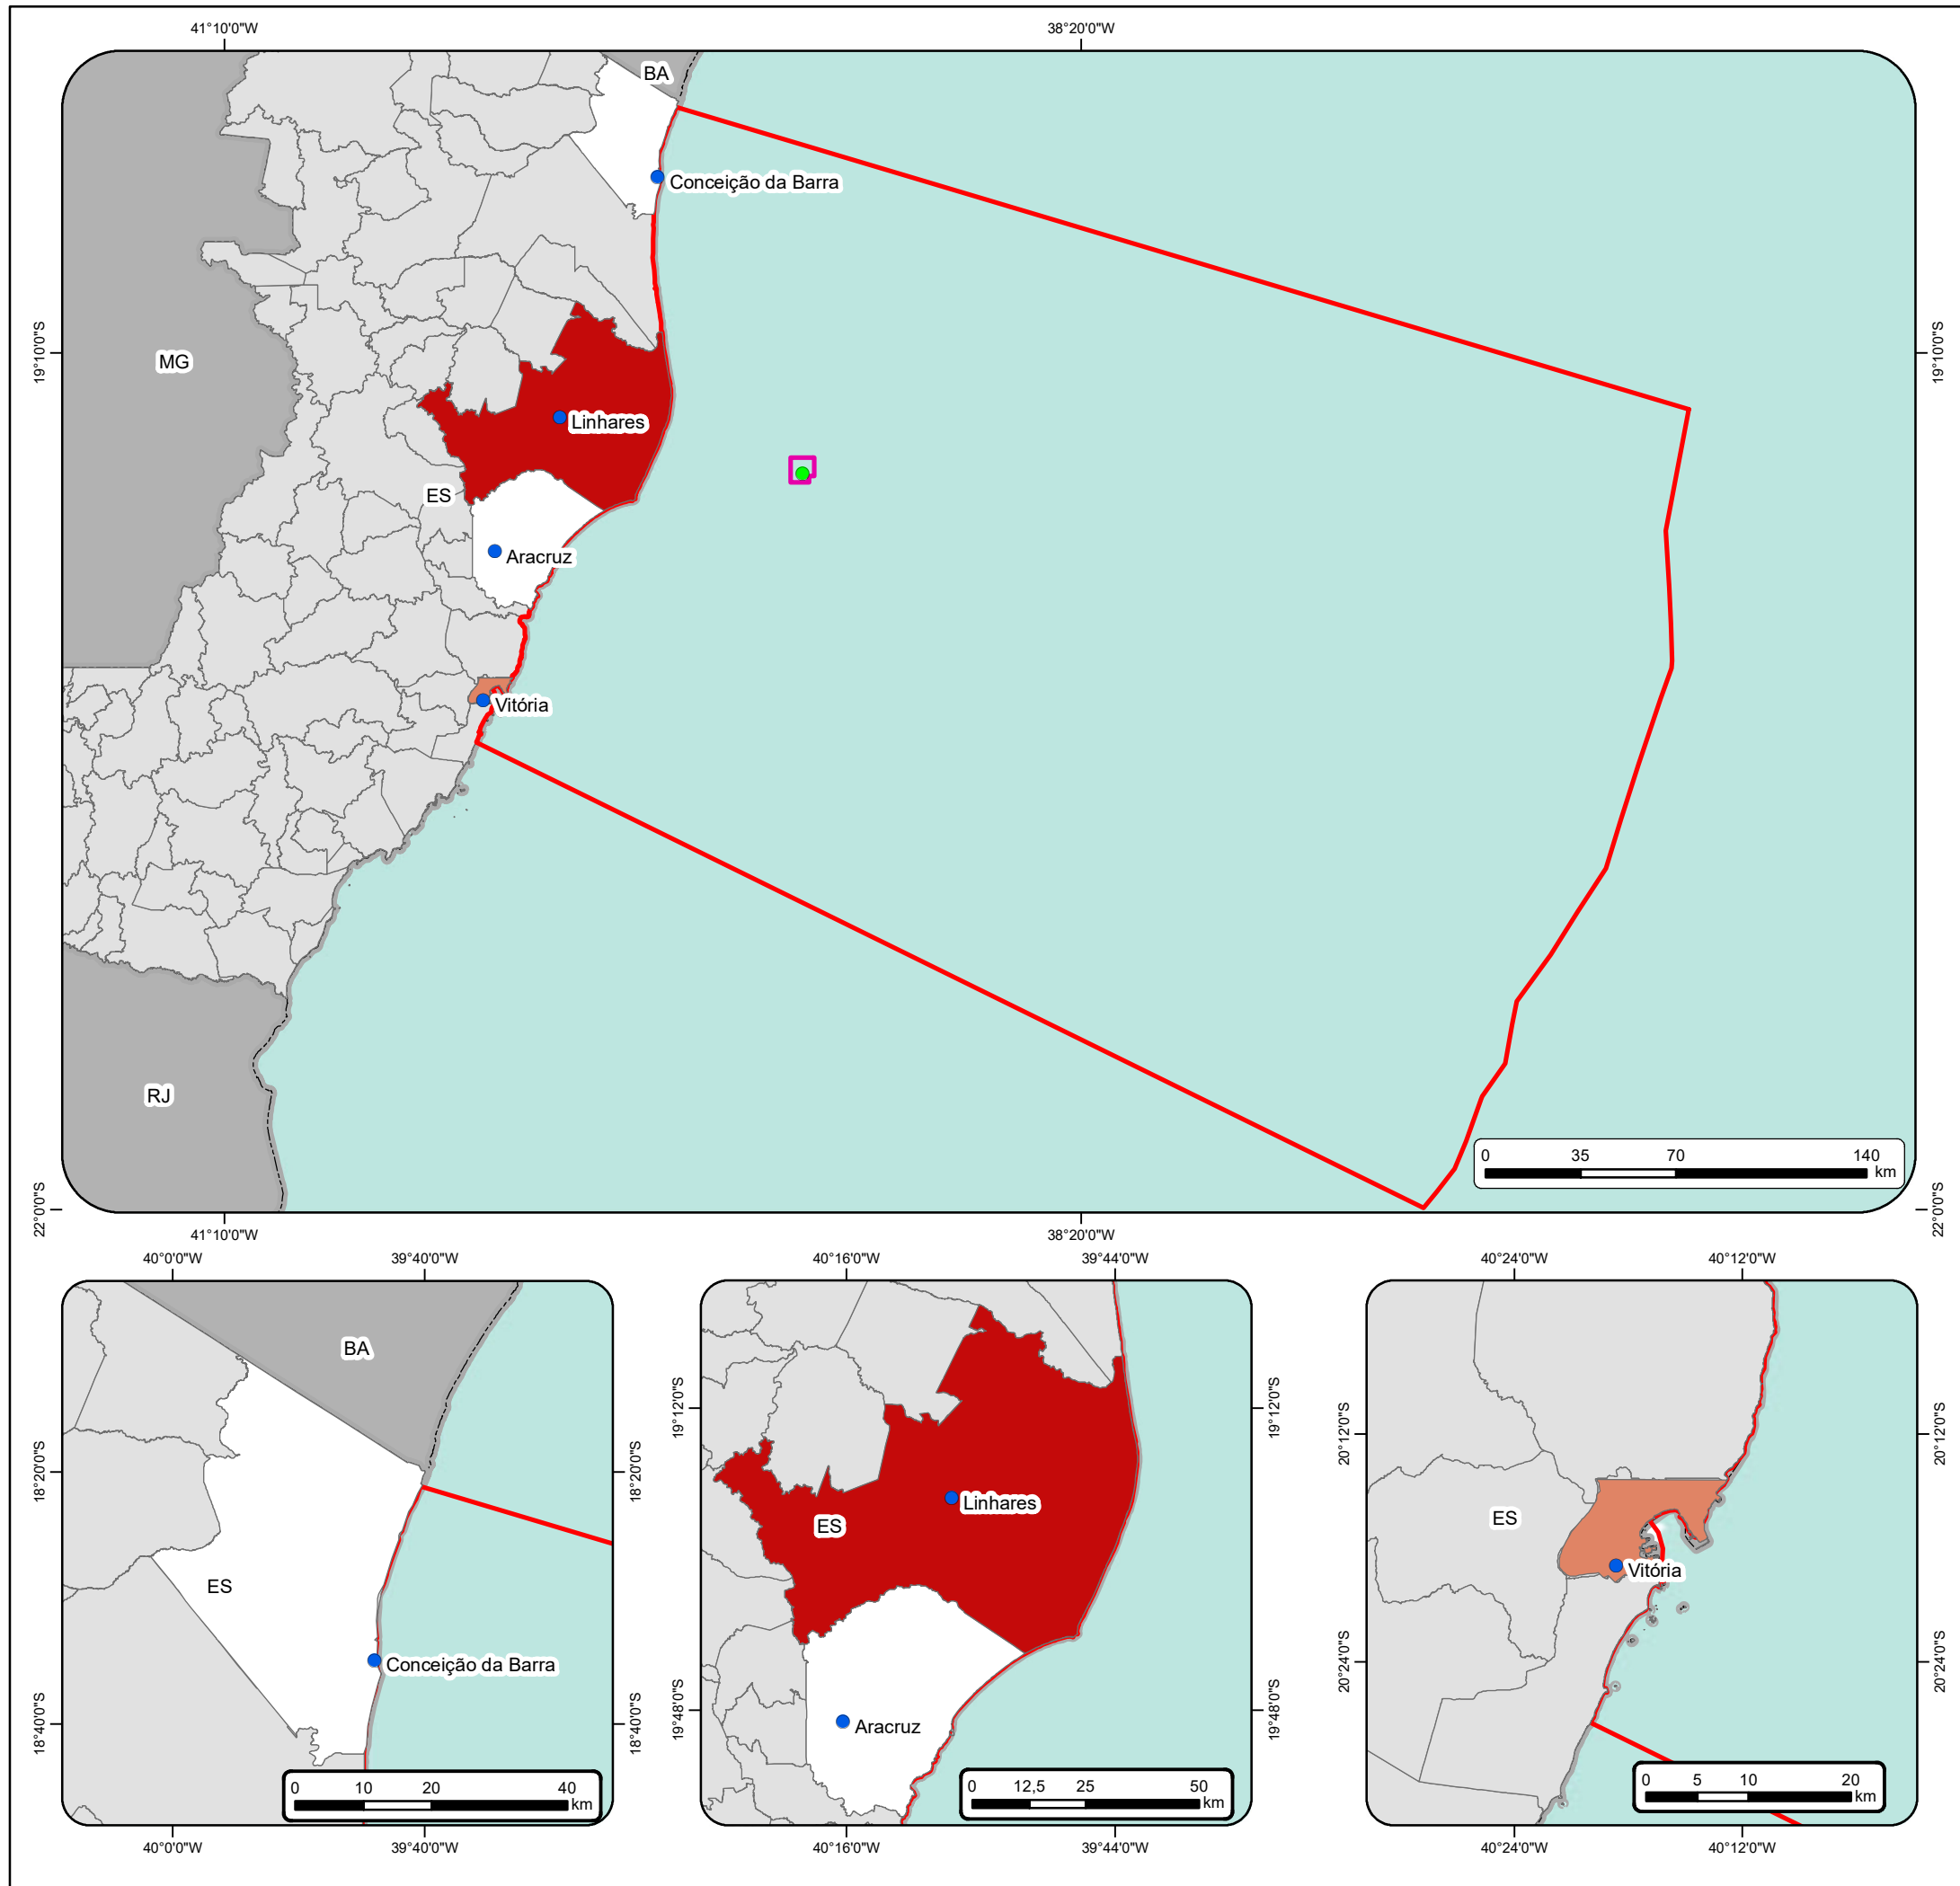 41°10'0"W
38°20'0"W
BA
Conceição da Barra
19°10'0"S
19°10'0"S
MG
Linhares
ES
Aracruz
Vitória
RJ
0 35 70 140
km
22°0'0"S
22°0'0"S
41°10'0"W
38°20'0"W
40°0'0"W
39°40'0"W
BA
18°20'0"S
18°20'0"S
ES
Conceição da Barra
18°40'0"S
18°40'0"S
0 10 20 40
km
40°0'0"W
39°40'0"W
40°16'0"W
39°44'0"W
19°12'0"S
19°12'0"S
Linhares
ES
19°48'0"S
19°48'0"S
Aracruz
0 12,5 25 50
km
40°16'0"W
39°44'0"W
40°24'0"W
40°12'0"W
20°12'0"S
20°12'0"S
ES
Vitória
20°24'0"S
20°24'0"S
0 5 10 20
km
40°24'0"W
40°12'0"W